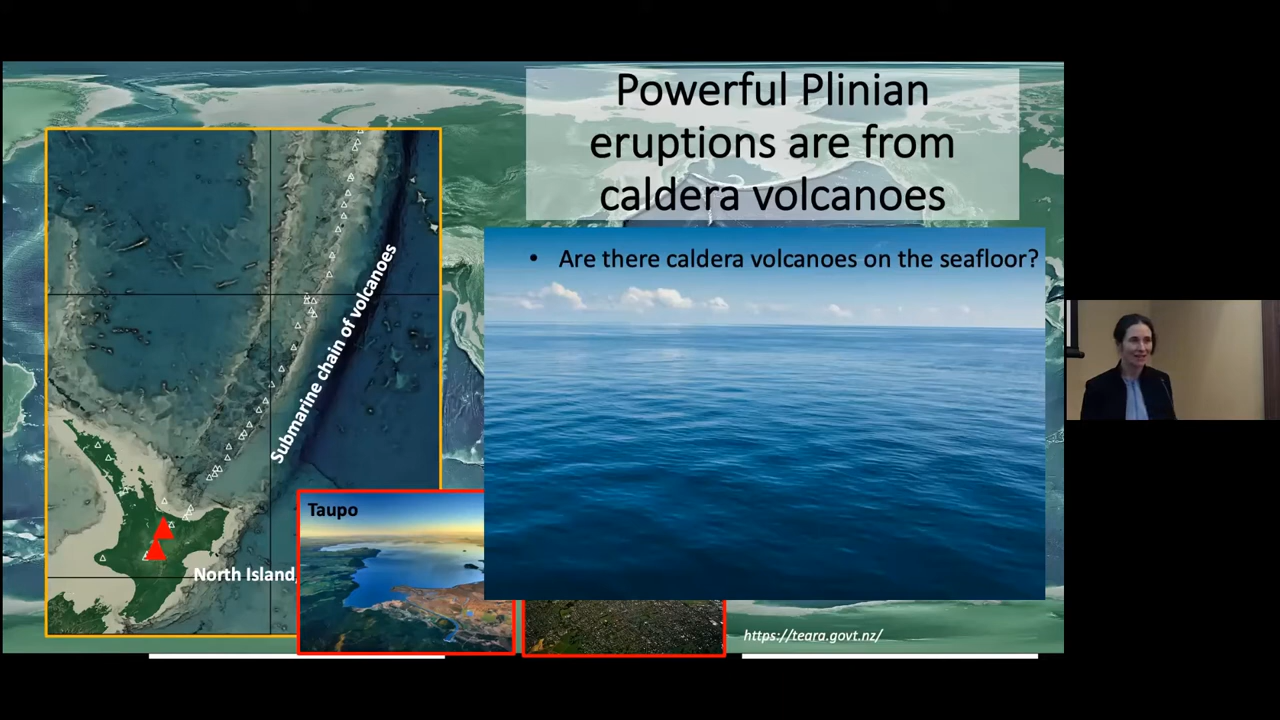 Powerful Plinian
eruptions are from
caldera volcanoes
• Are there caldera volcanoes on the seafloor?
Submarine chain of volcanoes
Taupo
North Island,
https://teara.govt.nz/